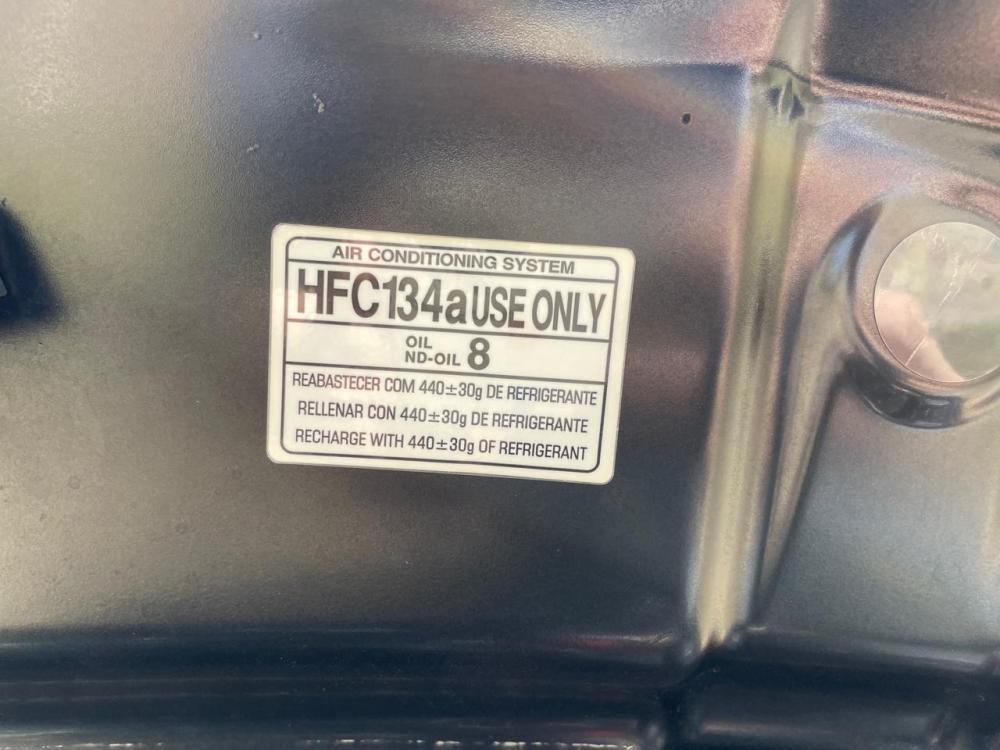 AIR CONDITIONING SYSTEM
HFC134a USE ONLY
OIL
ND-OIL 8
REABASTECER COM 440±30g DE REFRIGERANTE
RELLENAR CON 440±30g DE REFRIGERANTE
RECHARGE WITH 440±30g OF REFRIGERANT